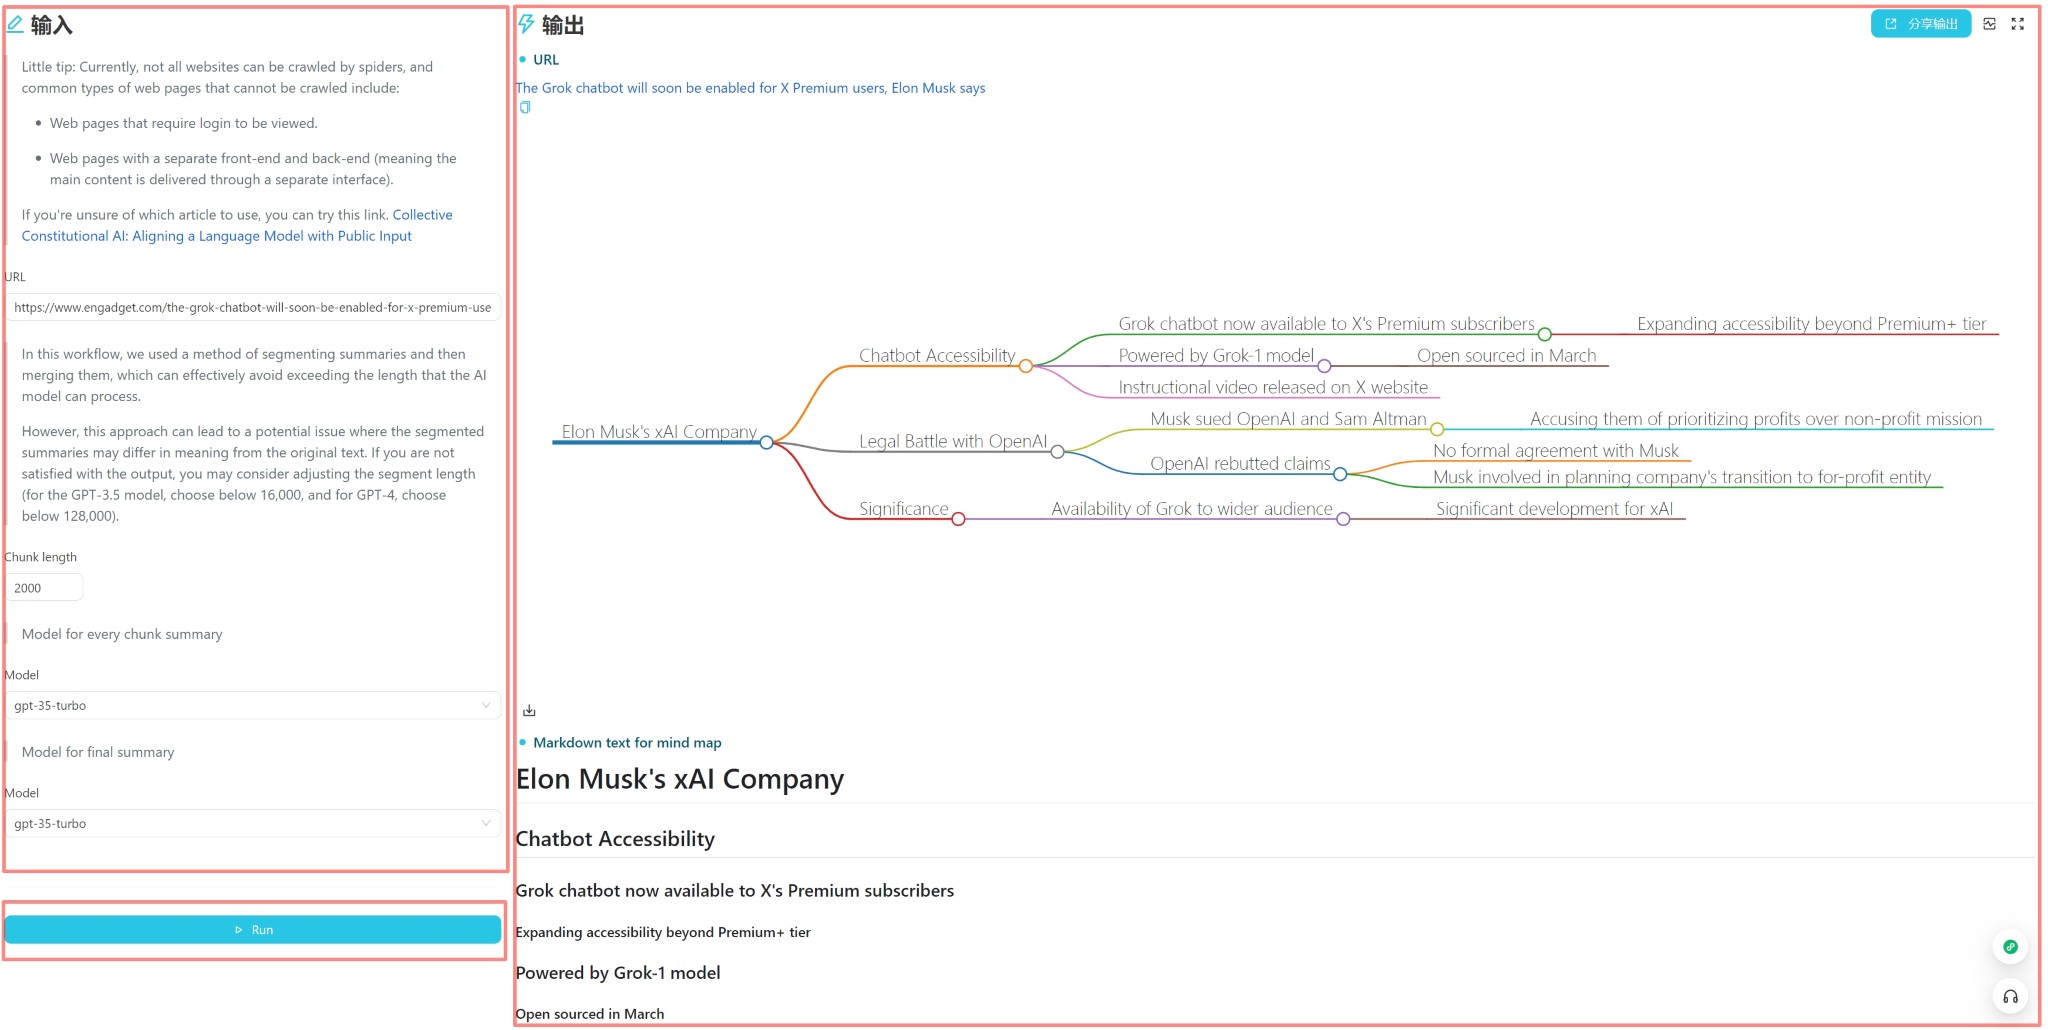 输入
Little tip: Currently, not all websites can be crawled by spiders, and
common types of web pages that cannot be crawled include:
Web pages that require login to be viewed.
Web pages with a separate front-end and back-end (meaning the
main content is delivered through a separate interface).
If you're unsure of which article to use, you can try this link. Collective
Constitutional AI: Aligning a Language Model with Public Input
URL
https://www.engadget.com/the-grok-chatbot-will-soon-be-enabled-for-x-premium-use
In this workflow, we used a method of segmenting summaries and then
merging them, which can effectively avoid exceeding the length that the AI
model can process.
However, this approach can lead to a potential issue where the segmented
summaries may differ in meaning from the original text. If you are not
satisfied with the output, you may consider adjusting the segment length
(for the GPT-3.5 model, choose below 16,000, and for GPT-4, choose
below 128,000).
Chunk length
2000
Model for every chunk summary
Model
gpt-35-turbo
Model for final summary
Model
gpt-35-turbo
Run
输出
分享输出
URL
The Grok chatbot will soon be enabled for X Premium users, Elon Musk says
Elon Musk's xAI Company
Chatbot Accessibility
Grok chatbot now available to X's Premium subscribers
Expanding accessibility beyond Premium+ tier
Powered by Grok-1 model
Open sourced in March
Instructional video released on X website
Legal Battle with OpenAI
Musk sued OpenAI and Sam Altman
Accusing them of prioritizing profits over non-profit mission
OpenAI rebutted claims
No formal agreement with Musk
Musk involved in planning company's transition to for-profit entity
Significance
Availability of Grok to wider audience
Significant development for xAI
Markdown text for mind map
Elon Musk's xAI Company
Chatbot Accessibility
Grok chatbot now available to X's Premium subscribers
Expanding accessibility beyond Premium+ tier
Powered by Grok-1 model
Open sourced in March